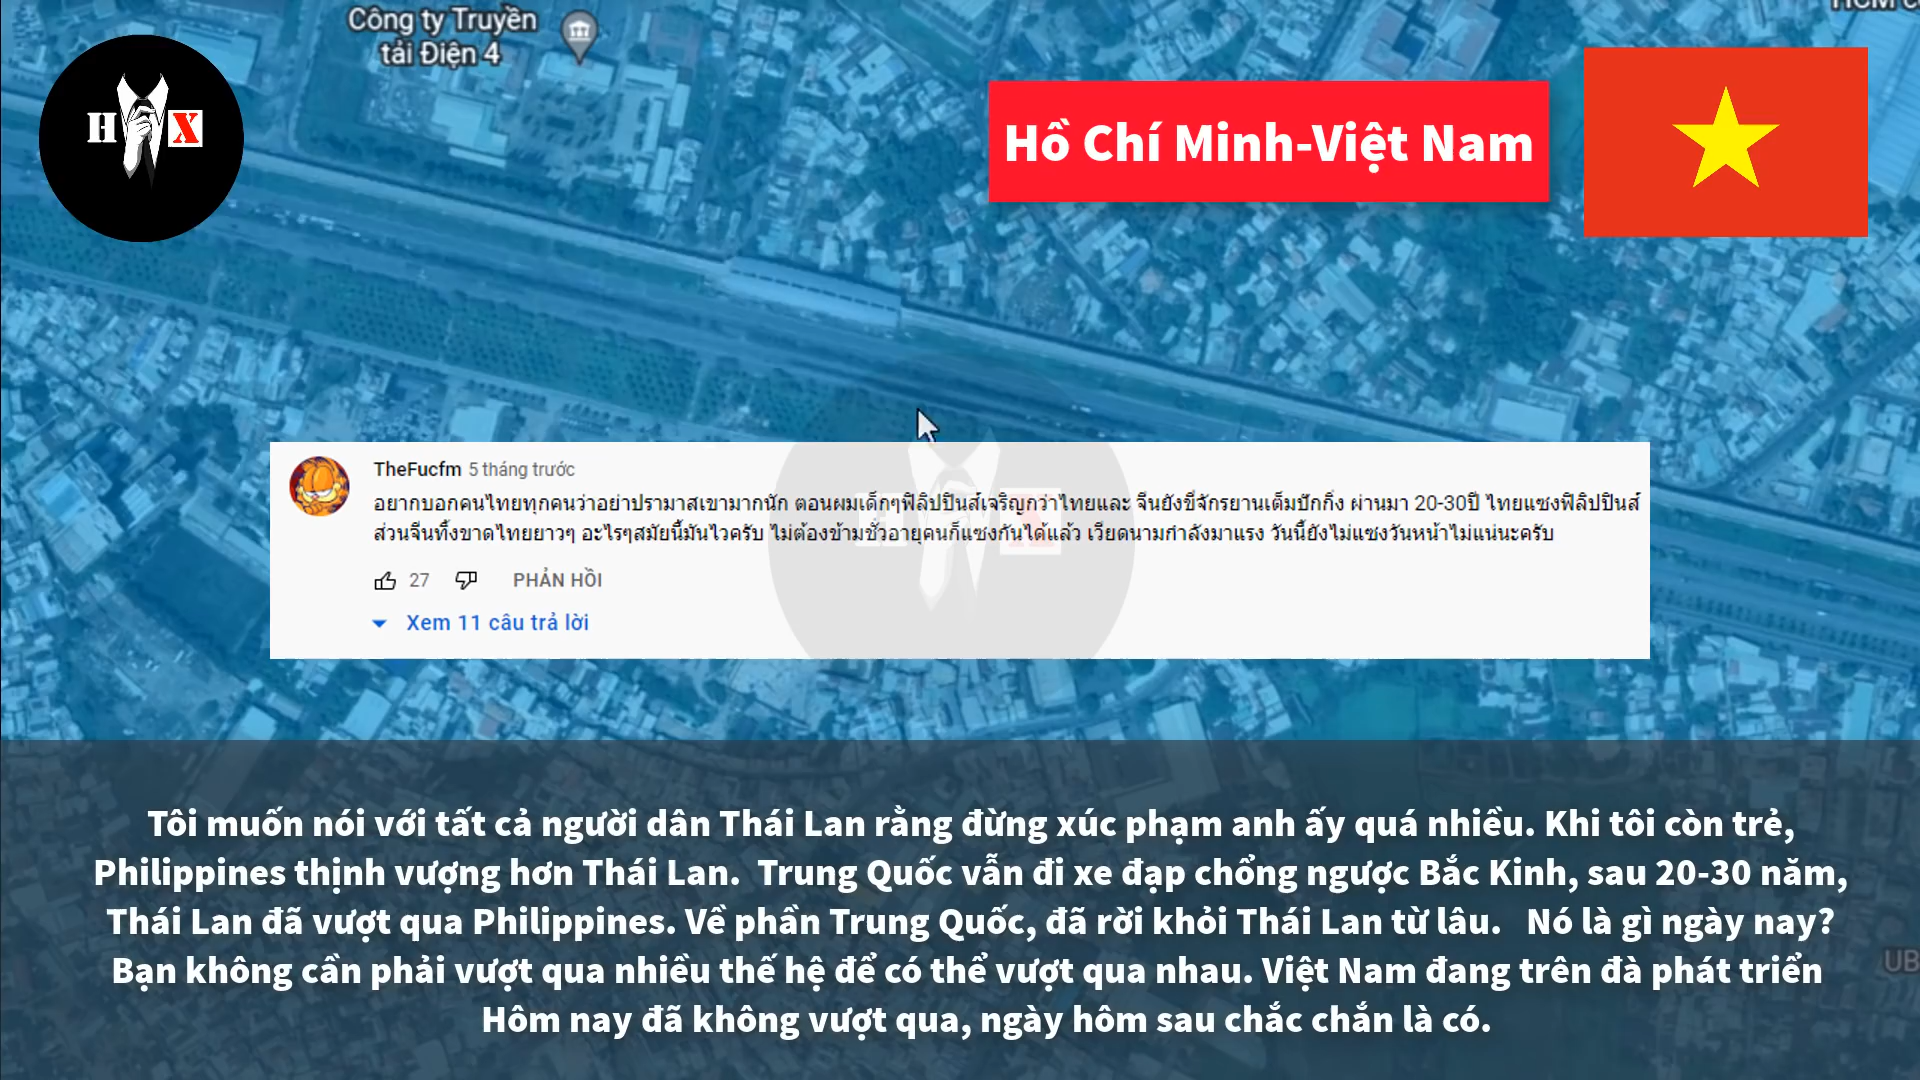 Công ty Truyền
tải Điện 4
H X
Hồ Chí Minh-Việt Nam
TheFucfm 5 tháng trước
อยากบอกคนไทยทุกคนว่าอย่าปรามาสเขามากนัก ตอนผมเด็กๆฟิลิปปินส์เจริญกว่าไทยและ จีนยังขี่จักรยานเต็มปักกิ่ง ผ่านมา 20-30ปี ไทยแซงฟิลิปปินส์
ส่วนจีนทิ้งขาดไทยยาวๆ อะไรๆสมัยนี้มันไวครับ ไม่ต้องข้ามชั่วอายุคนก็แซงกันได้แล้ว เวียดนามกำลังมาแรง วันนี้ยังไม่แซงวันหน้าไม่แน่นะครับ
27 PHẢN HỒI
Xem 11 câu trả lời
Tôi muốn nói với tất cả người dân Thái Lan rằng đừng xúc phạm anh ấy quá nhiều. Khi tôi còn trẻ,
Philippines thịnh vượng hơn Thái Lan. Trung Quốc vẫn đi xe đạp chổng ngược Bắc Kinh, sau 20-30 năm,
Thái Lan đã vượt qua Philippines. Về phần Trung Quốc, đã rời khỏi Thái Lan từ lâu. Nó là gì ngày nay?
Bạn không cần phải vượt qua nhiều thế hệ để có thể vượt qua nhau. Việt Nam đang trên đà phát triển
Hôm nay đã không vượt qua, ngày hôm sau chắc chắn là có.
UB